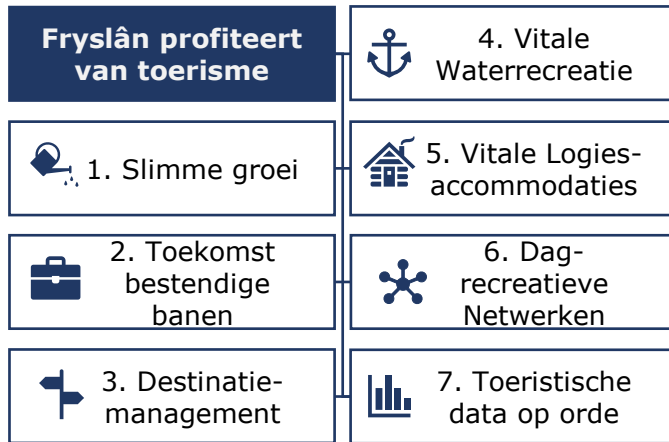 Fryslân profiteert
van toerisme
1. Slimme groei
2. Toekomst
bestendige
banen
3. Destinatie-
management
4. Vitale
Waterrecreatie
5. Vitale Logies-
accommodaties
6. Dag-
recreatieve
Netwerken
7. Toeristische
data op orde